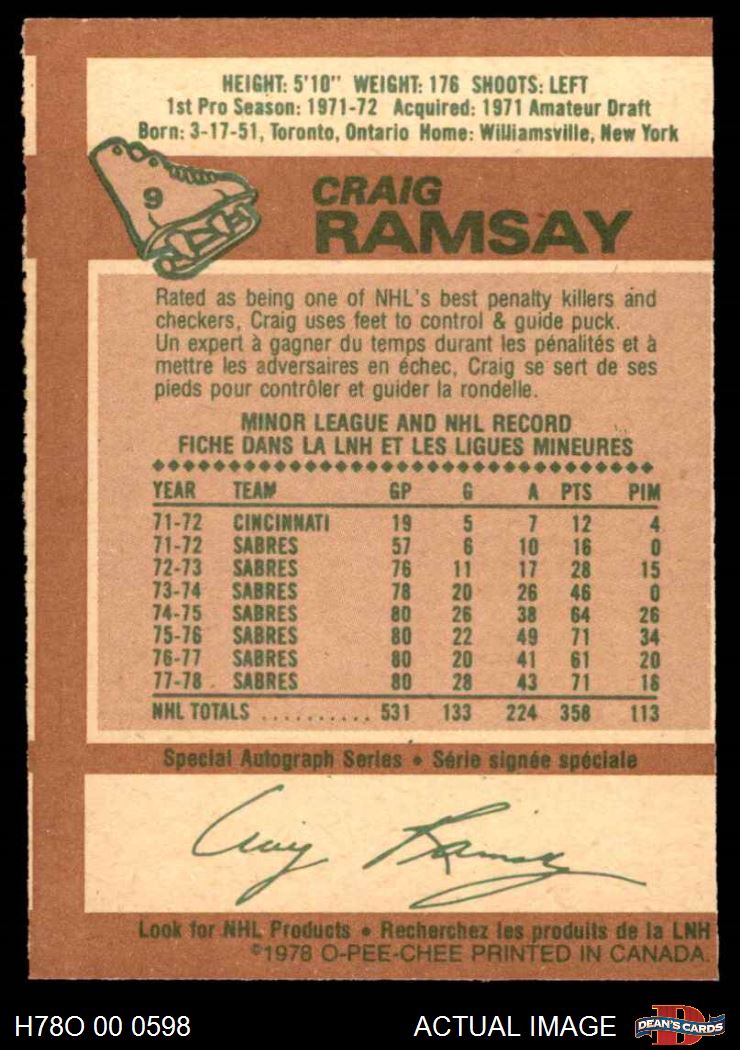 HEIGHT: 5'10" WEIGHT: 176 SHOOTS: LEFT
1st Pro Season: 1971-72 Acquired: 1971 Amateur Draft
Born: 3-17-51, Toronto, Ontario Home: Williamsville, New York
9
CRAIG
RAMSAY
Rated as being one of NHL's best penalty killers and
checkers, Craig uses feet to control & guide puck.
Un expert à gagner du temps durant les pénalités et à
mettre les adversaires en échec, Craig se sert de ses
pieds pour contrôler et guider la rondelle.
MINOR LEAGUE AND NHL RECORD
FICHE DANS LA LNH ET LES LIGUES MINEURES
YEAR TEAM GP G A PTS PIM
71-72 CINCINNATI 19 5 7 12 4
71-72 SABRES 57 6 10 16 0
72-73 SABRES 76 11 17 28 15
73-74 SABRES 78 20 26 46 0
74-75 SABRES 80 26 38 64 26
75-76 SABRES 80 22 49 71 34
76-77 SABRES 80 20 41 61 20
77-78 SABRES 80 28 43 71 16
NHL TOTALS .......... 531 133 224 358 113
Special Autograph Series • Série signée spéciale
Craig Ramsay
Look for NHL Products • Recherchez les produits de la LNH
©1978 O-PEE-CHEE PRINTED IN CANADA.
H78O 00 0598 ACTUAL IMAGE D DEAN'S CARDS